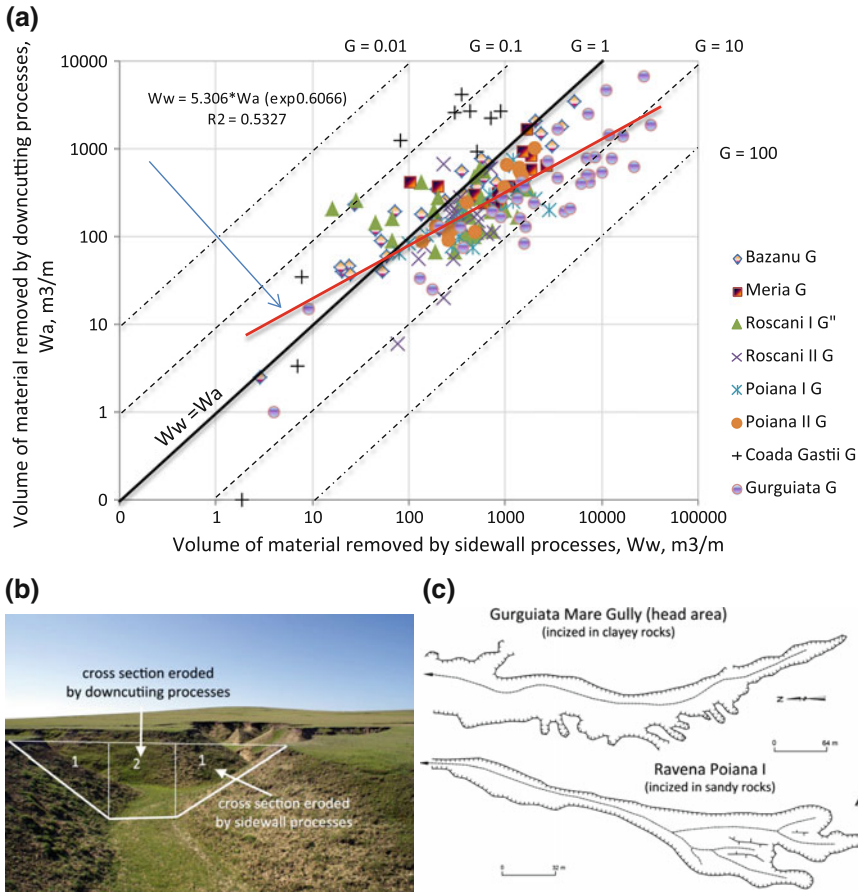 (a)
G = 0.01
G = 0.1
G = 1
G = 10
Volume of material removed by downcutting processes,
Wa, m3/m
10000
1000
100
10
1
0
Ww = 5.306*Wa (exp0.6066)
R2 = 0.5327
G = 100
Ww =Wa
0
1
10
100
1000
10000
100000
Volume of material removed by sidewall processes, Ww, m3/m
Bazanu G
Meria G
Roscani I G"
Roscani II G
Poiana I G
Poiana II G
Coada Gastii G
Gurguiata G
(b)
cross section eroded
by downcutiing processes
1
2
1
cross section eroded
by sidewall processes
(c)
Gurguiata Mare Gully (head area)
(incized in clayey rocks)
N
0
64 m
Ravena Poiana I
(incized in sandy rocks)
0
32 m